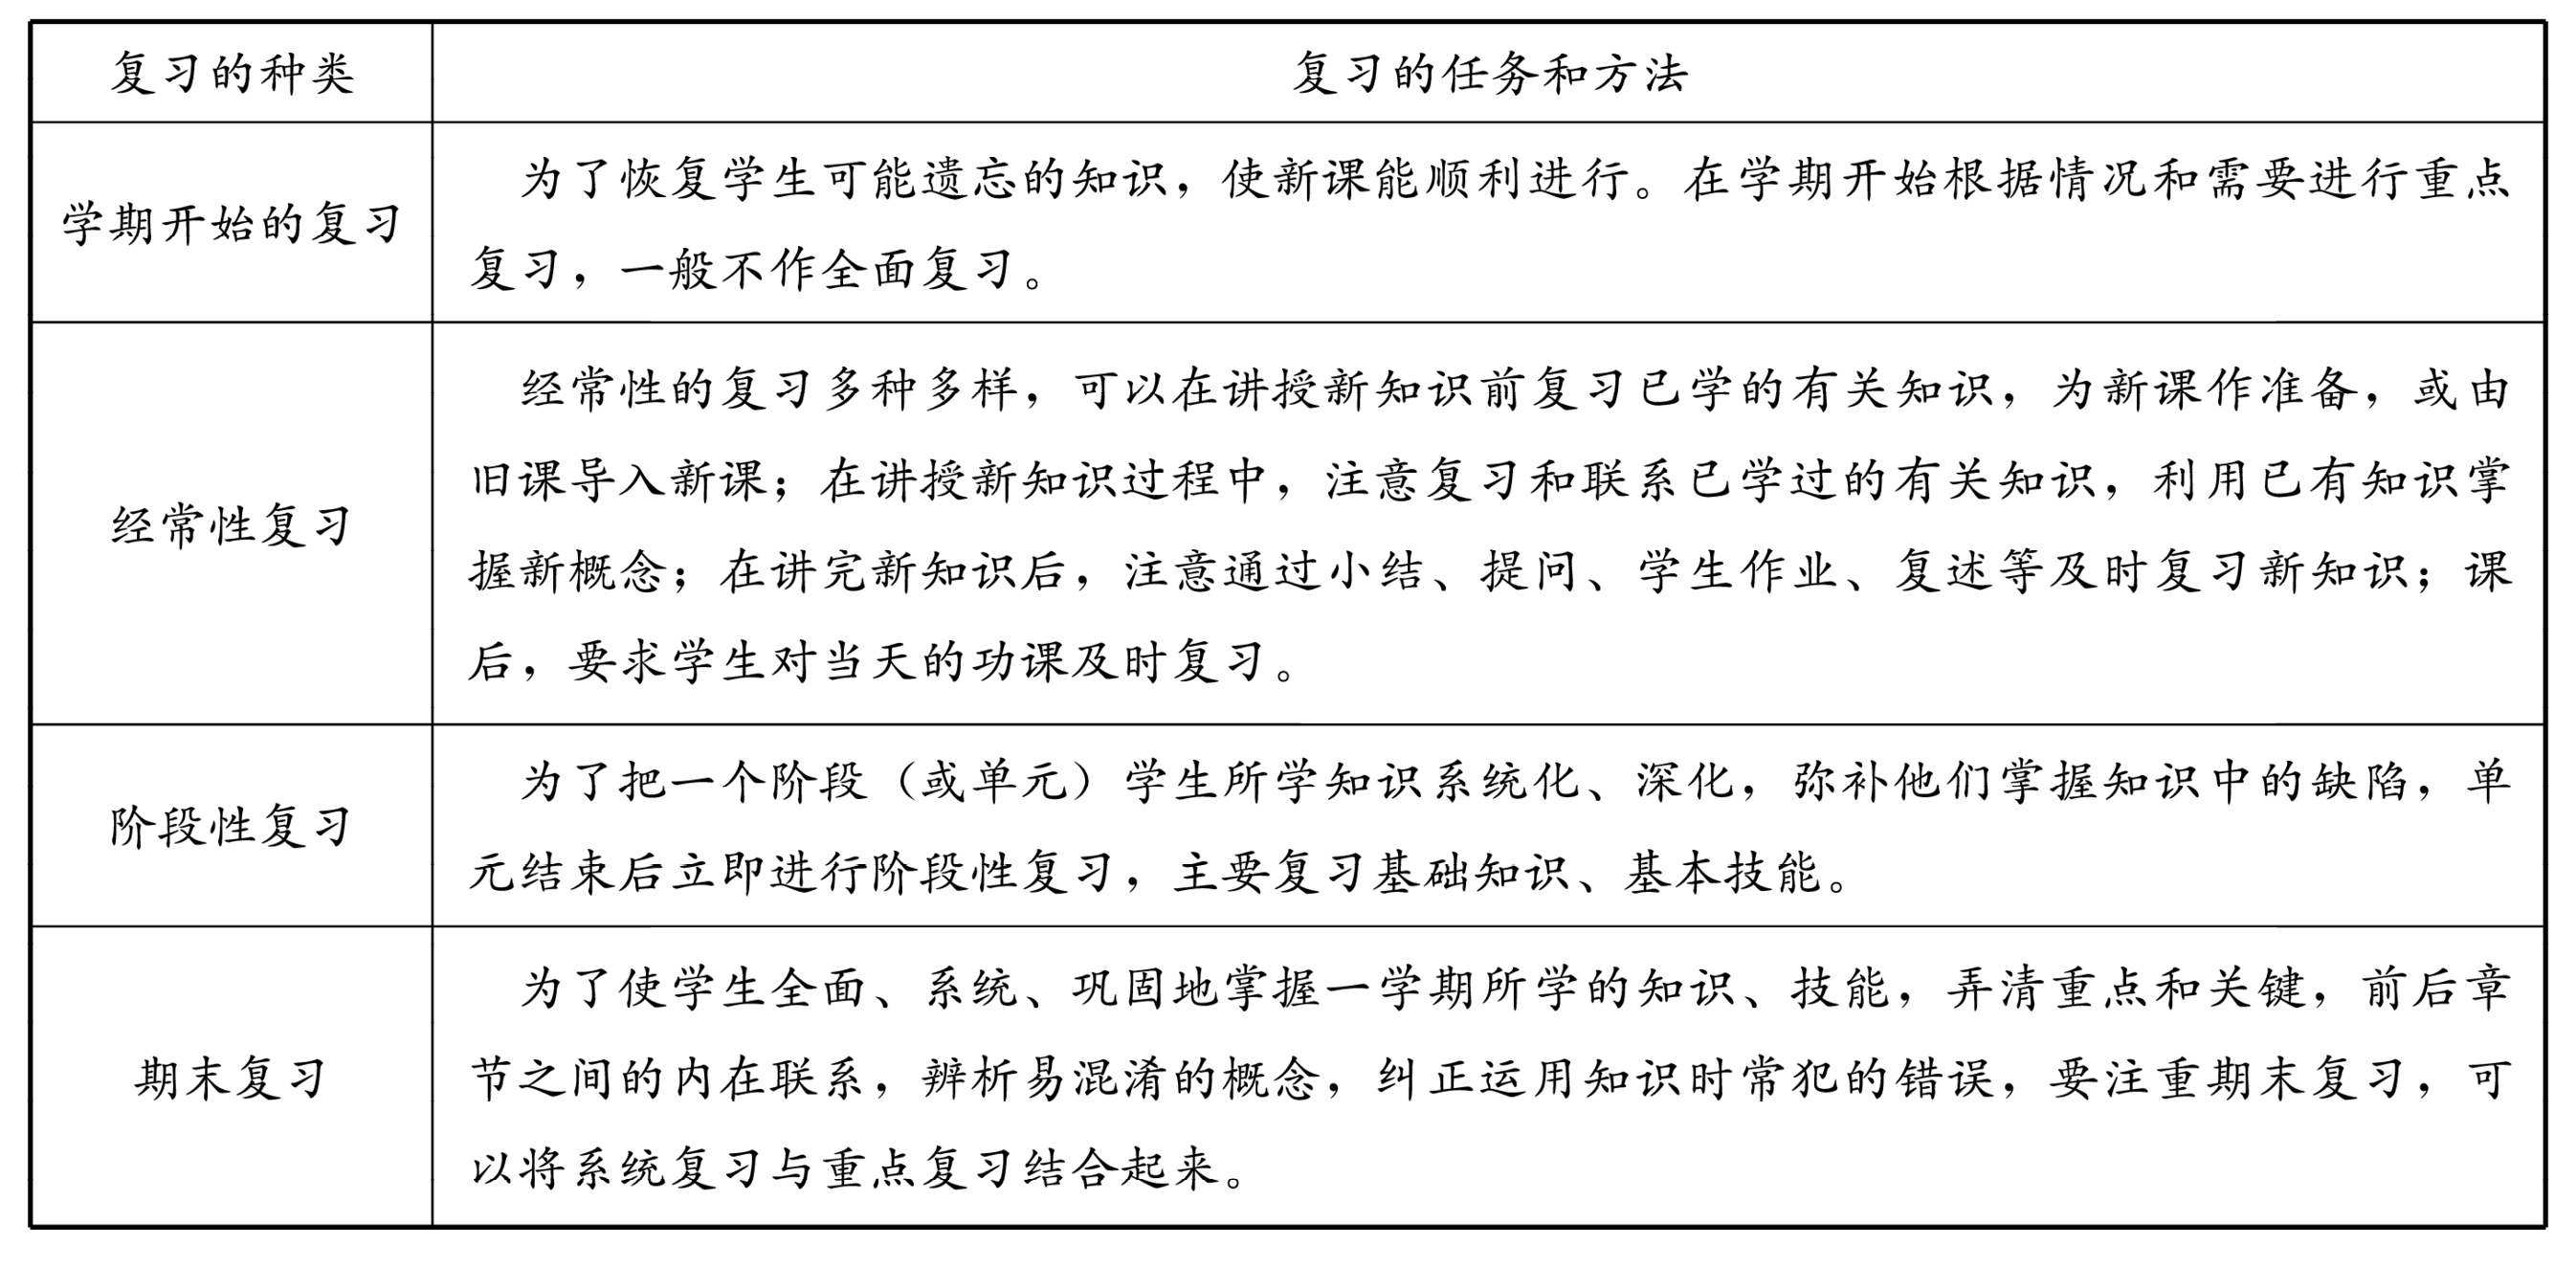 复习的种类
复习的任务和方法
学期开始的复习
为了恢复学生可能遗忘的知识，使新课能顺利进行。在学期开始根据情况和需要进行重点
复习，一般不作全面复习。
经常性复习
经常性的复习多种多样，可以在讲授新知识前复习已学的有关知识，为新课作准备，或由
旧课导入新课；在讲授新知识过程中，注意复习和联系已学过的有关知识，利用已有知识掌
握新概念；在讲完新知识后，注意通过小结、提问、学生作业、复述等及时复习新知识；课
后，要求学生对当天的功课及时复习。
阶段性复习
为了把一个阶段（或单元）学生所学知识系统化、深化，弥补他们掌握知识中的缺陷，单
元结束后立即进行阶段性复习，主要复习基础知识、基本技能。
期末复习
为了使学生全面、系统、巩固地掌握一学期所学的知识、技能，弄清重点和关键，前后章
节之间的内在联系，辨析易混淆的概念，纠正运用知识时常犯的错误，要注重期末复习，可
以将系统复习与重点复习结合起来。